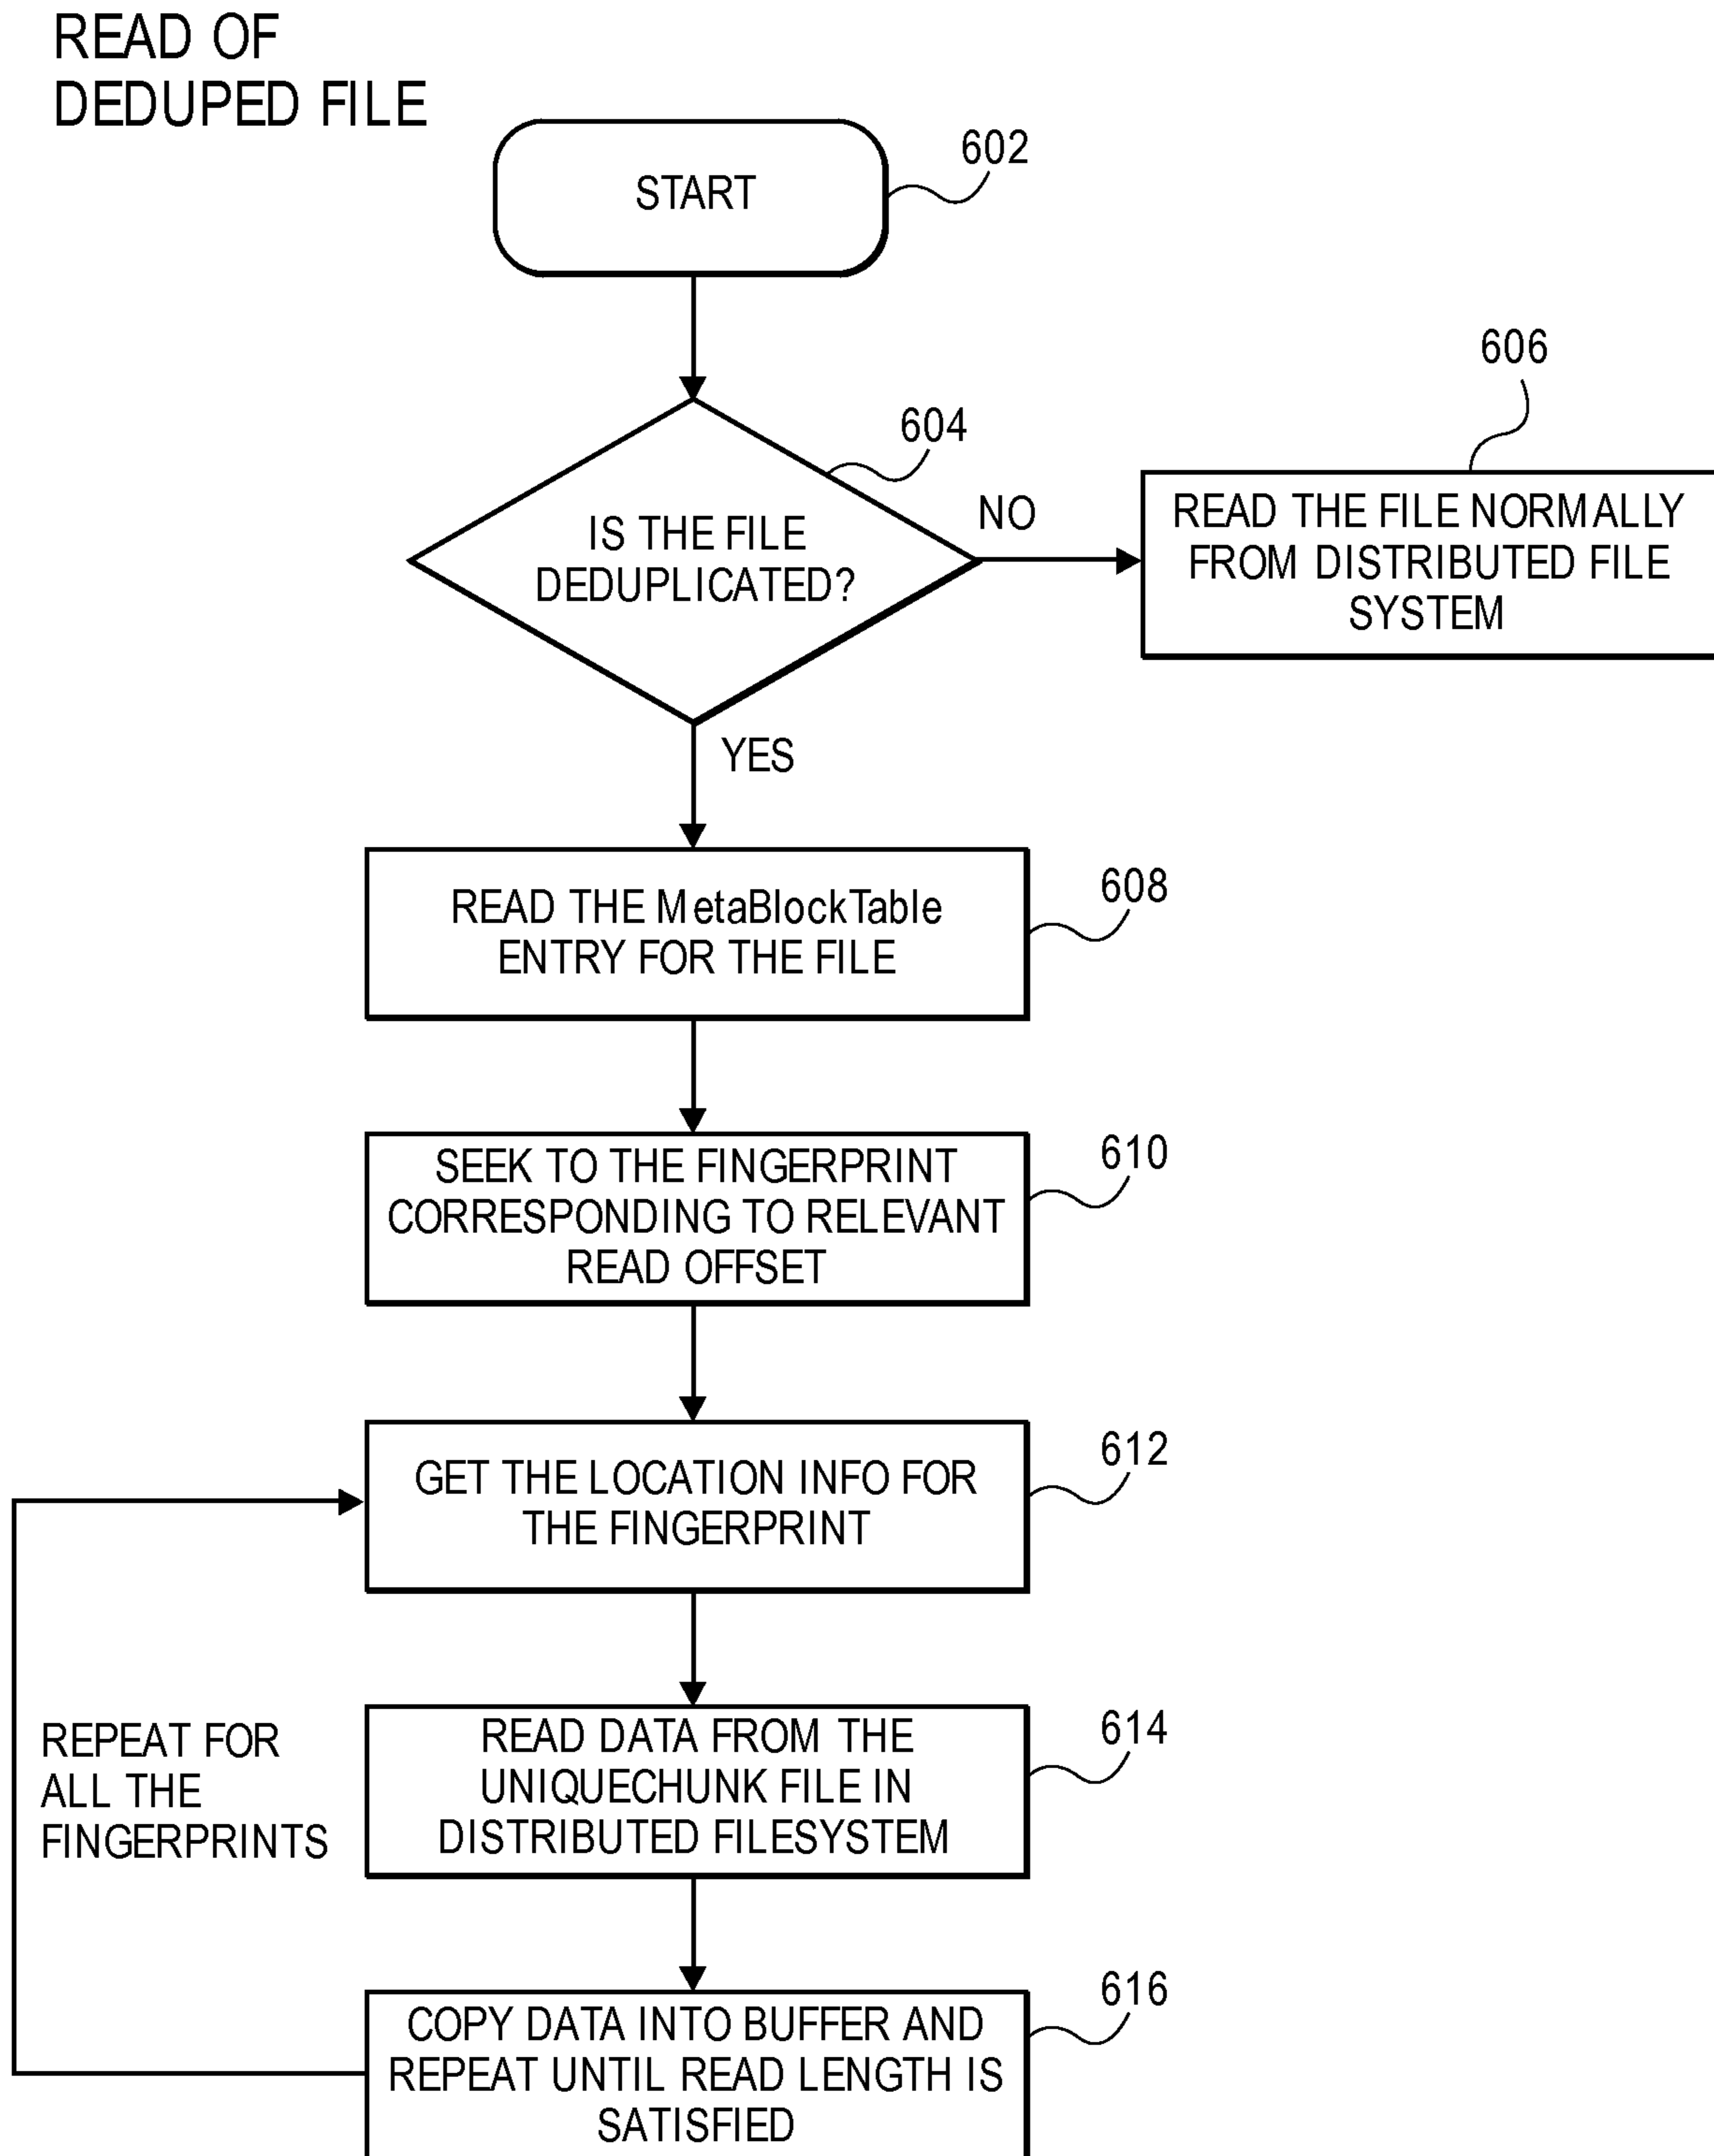 READ OF
DEDUPED FILE
602
START
606
604
IS THE FILE
DEDUPLICATED?
NO
READ THE FILE NORMALLY
FROM DISTRIBUTED FILE
SYSTEM
YES
608
READ THE MetaBlockTable
ENTRY FOR THE FILE
610
SEEK TO THE FINGERPRINT
CORRESPONDING TO RELEVANT
READ OFFSET
612
GET THE LOCATION INFO FOR
THE FINGERPRINT
614
READ DATA FROM THE
UNIQUECHUNK FILE IN
DISTRIBUTED FILESYSTEM
REPEAT FOR
ALL THE
FINGERPRINTS
616
COPY DATA INTO BUFFER AND
REPEAT UNTIL READ LENGTH IS
SATISFIED